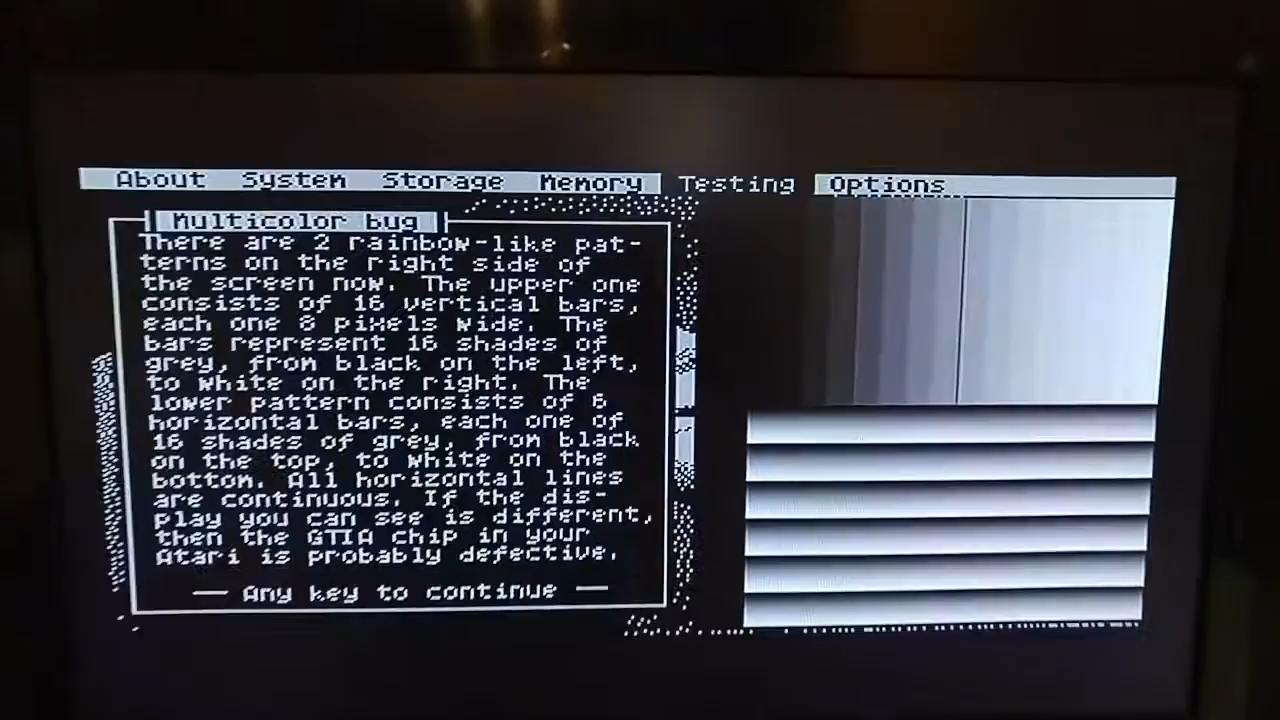 About System Storage Memory Testing Options
Multicolor bug
There are 2 rainbow-like pat-
terns on the right side of
the screen now. The upper one
consists of 16 vertical bars,
each one 8 pixels wide. The
bars represent 16 shades of
grey, from black on the left,
to white on the right. The
lower pattern consists of 6
horizontal bars, each one of
16 shades of grey, from black
on the top, to white on the
bottom. All horizontal lines
are continuous. If the dis-
play you can see is different,
then the GTIA chip in your
Atari is probably defective.
Any key to continue